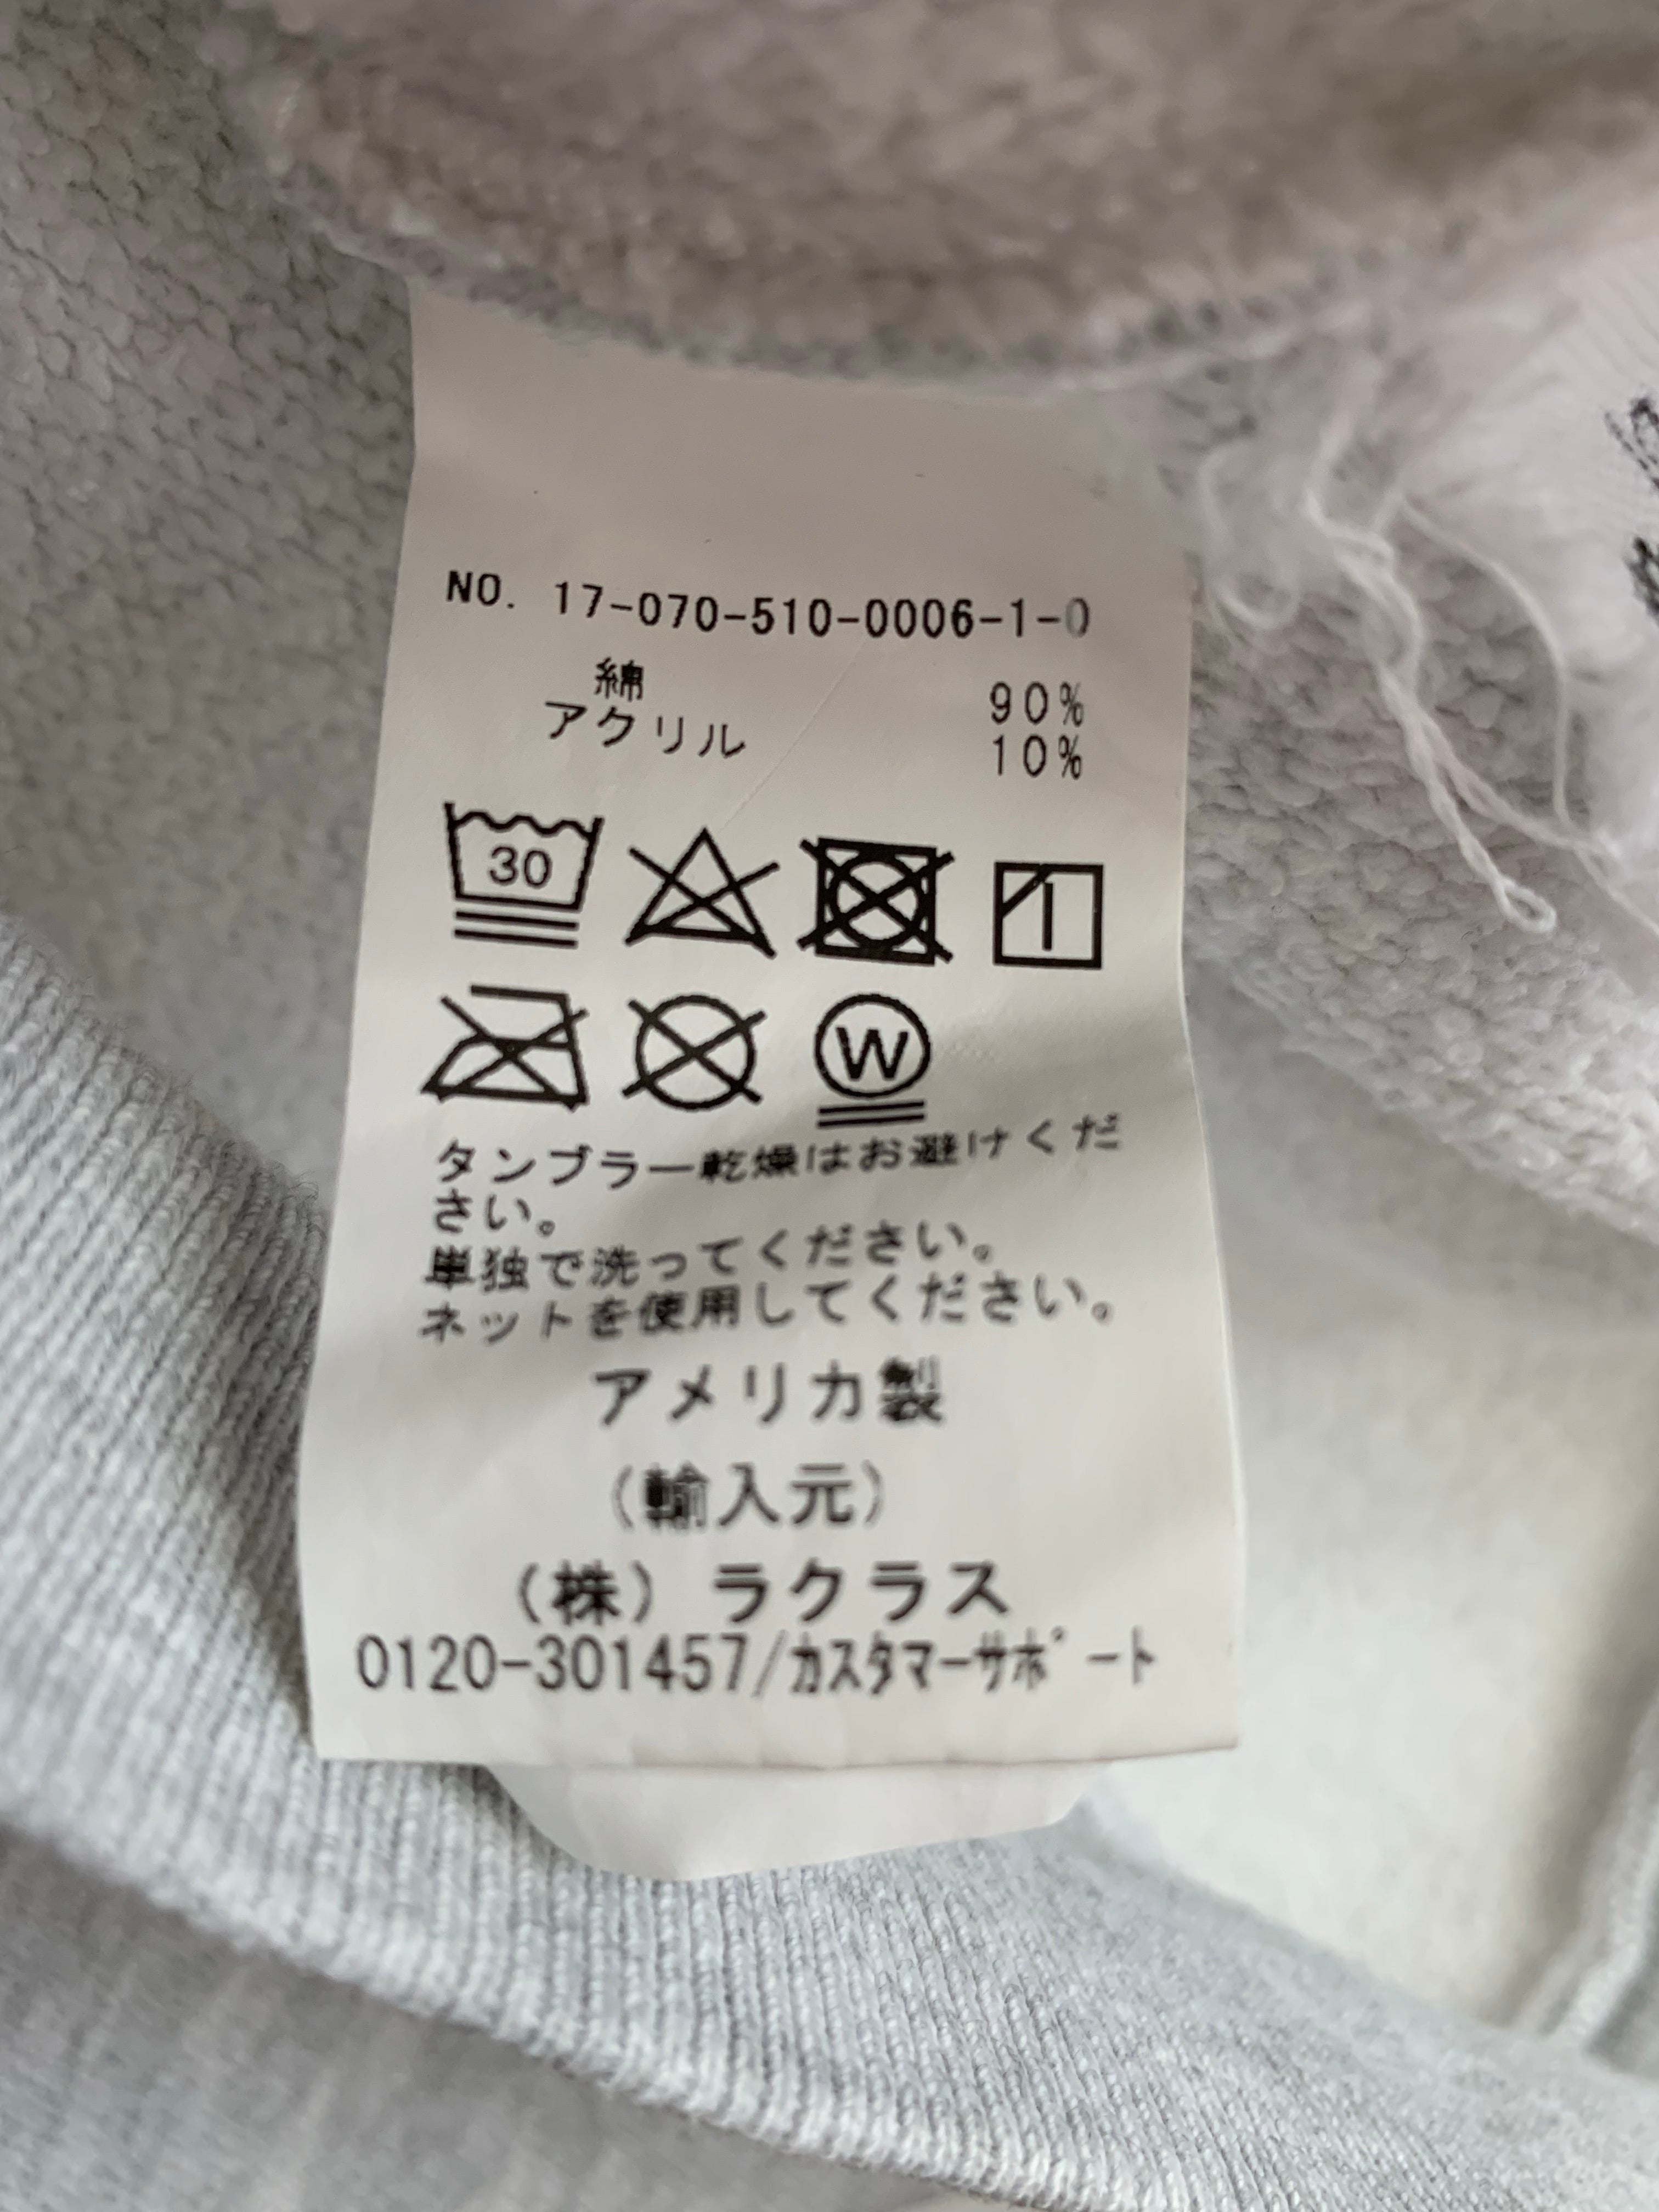 NO. 17-070-510-0006-1-0
綿 90%
アクリル 10%
30
W
タンブラー乾燥はお避けくだ
さい。
単独で洗ってください。
ネットを使用してください。
アメリカ製
（輸入元）
（株）ラクラス
0120-301457/ｶｽﾀﾏｰｻﾎﾟｰﾄ